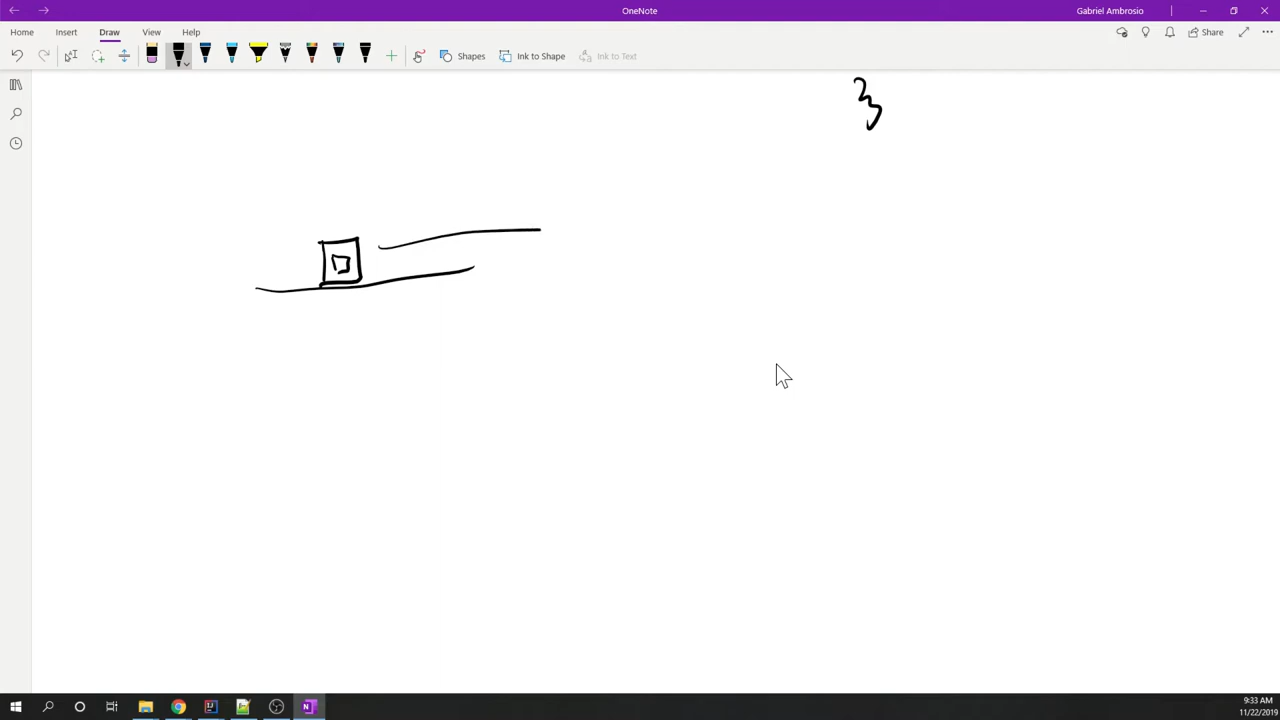 OneNote
Gabriel Ambrosio
Home Insert Draw View Help
Share
Shapes Ink to Shape Ink to Text
9:33 AM
11/22/2019